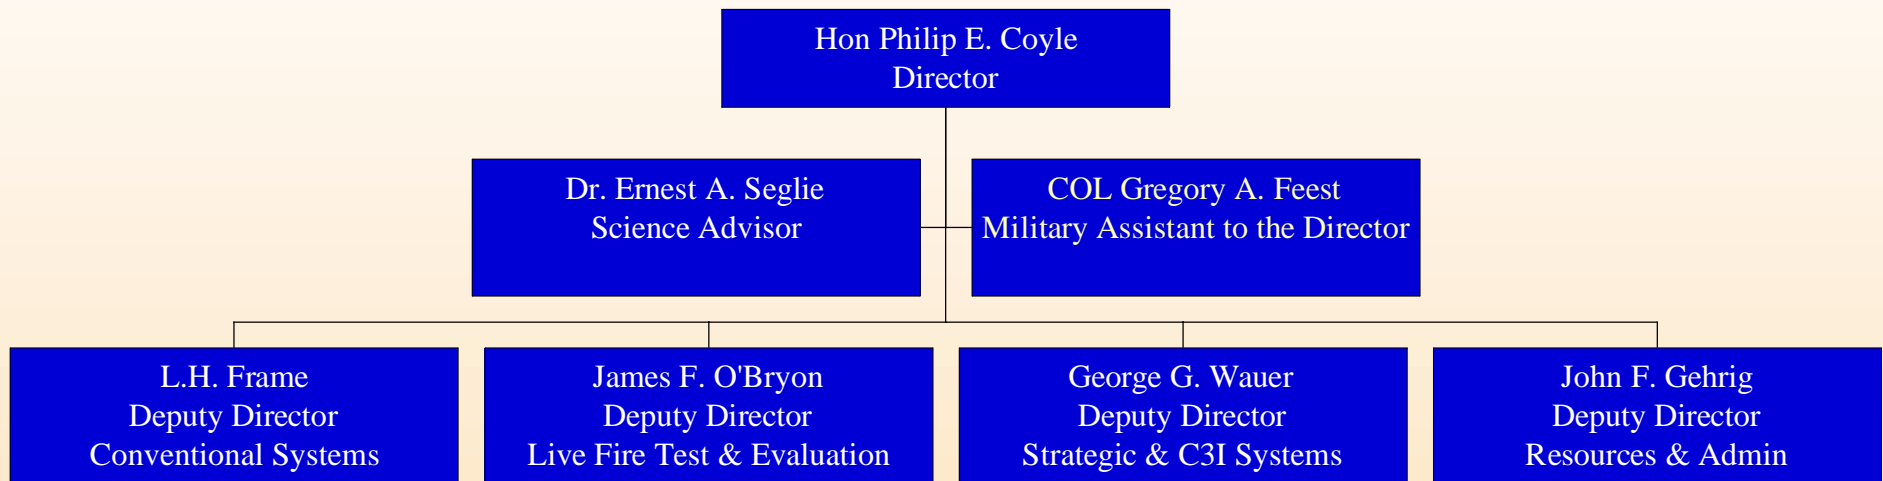 Hon Philip E. Coyle
Director
Dr. Ernest A. Seglie
Science Advisor
COL Gregory A. Feest
Military Assistant to the Director
L.H. Frame
Deputy Director
Conventional Systems
James F. O'Bryon
Deputy Director
Live Fire Test & Evaluation
George G. Wauer
Deputy Director
Strategic & C3I Systems
John F. Gehrig
Deputy Director
Resources & Admin